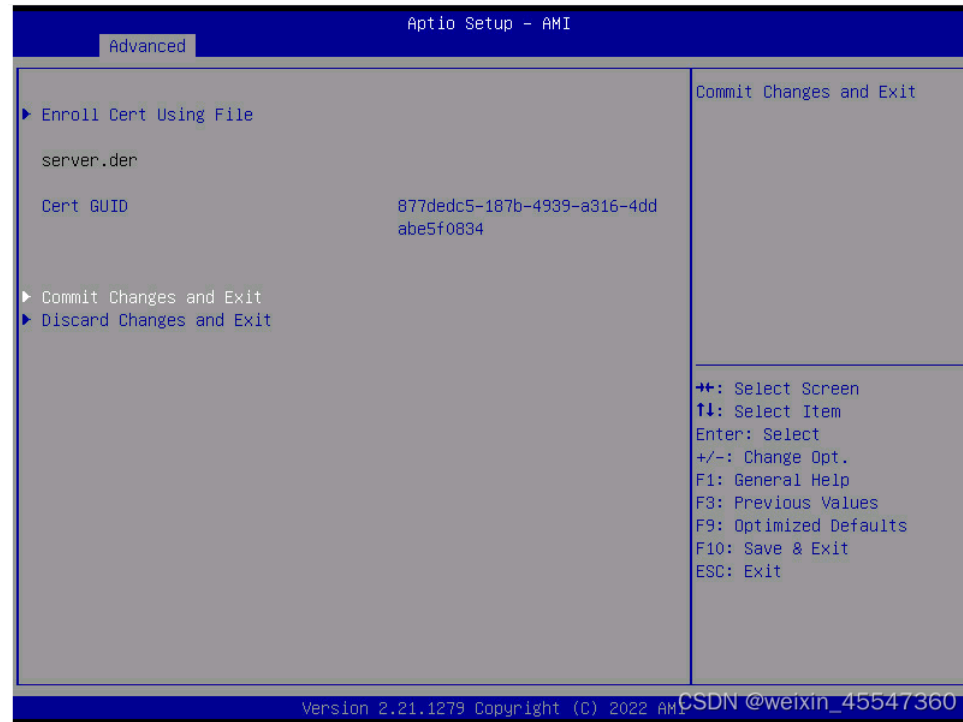 Aptio Setup – AMI
Advanced
Enroll Cert Using File
server.der
Cert GUID 877dedc5-187b-4939-a316-4dd
abe5f0834
Commit Changes and Exit
Discard Changes and Exit
Commit Changes and Exit
→←: Select Screen
↑↓: Select Item
Enter: Select
+/-: Change Opt.
F1: General Help
F3: Previous Values
F9: Optimized Defaults
F10: Save & Exit
ESC: Exit
Version 2.21.1279 Copyright (C) 2022 AMI
CSDN @weixin_45547360